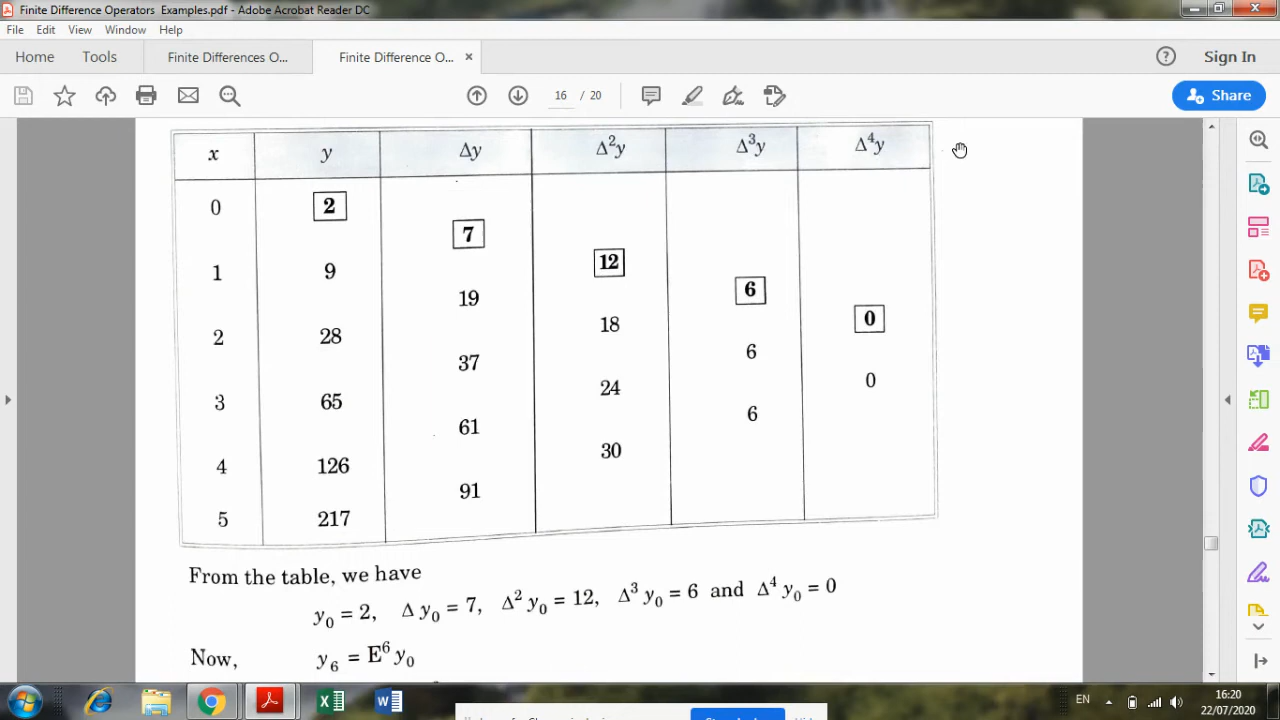 Finite Difference Operators Examples.pdf - Adobe Acrobat Reader DC
File Edit View Window Help
Home Tools Finite Differences O... Finite Difference O... × ? Sign In
16 / 20 Share
x y Δy Δ²y Δ³y Δ⁴y
0 2
7
1 9 12
19 6
2 28 18 0
37 6
3 65 24 0
61 6
4 126 30
91
5 217
From the table, we have
y₀ = 2, Δ y₀ = 7, Δ² y₀ = 12, Δ³ y₀ = 6 and Δ⁴ y₀ = 0
Now, y₆ = E⁶ y₀
EN 16:20
22/07/2020